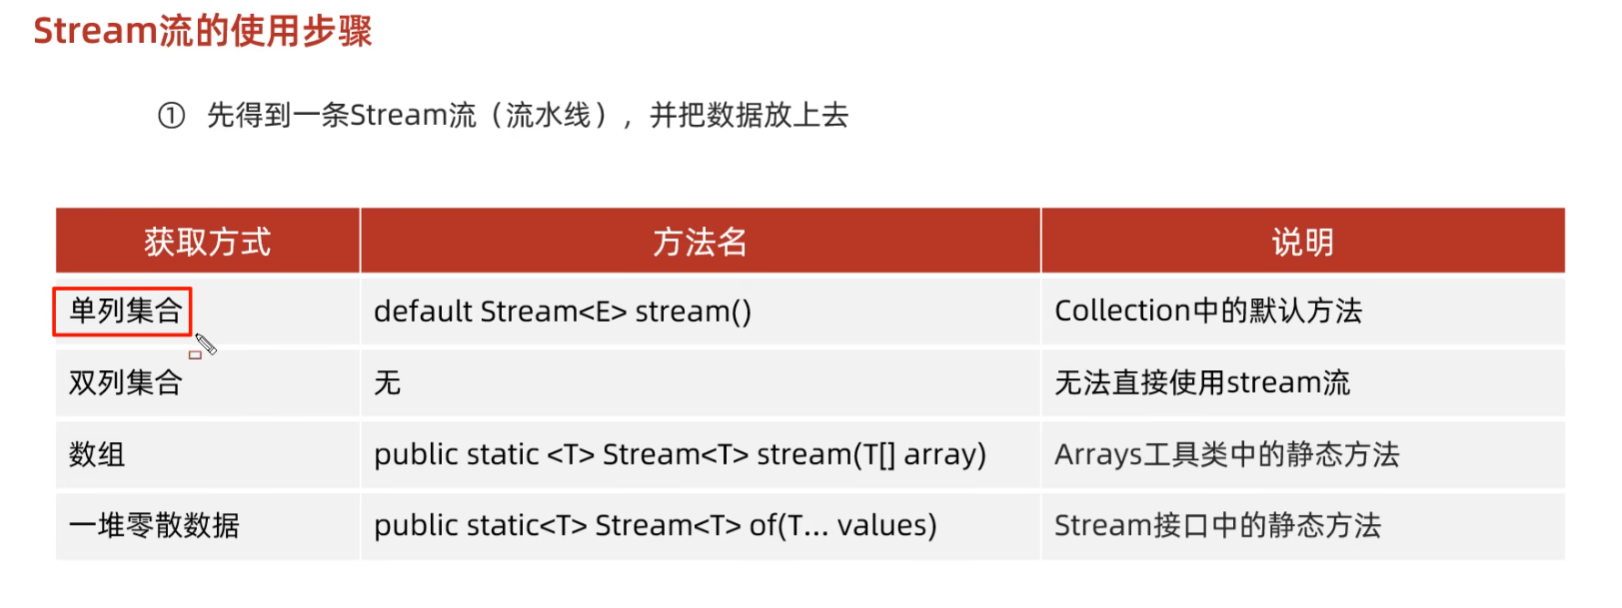 Stream流的使用步骤
① 先得到一条Stream流（流水线），并把数据放上去
获取方式 方法名 说明
单列集合 default Stream<E> stream() Collection中的默认方法
双列集合 无 无法直接使用stream流
数组 public static <T> Stream<T> stream(T[] array) Arrays工具类中的静态方法
一堆零散数据 public static<T> Stream<T> of(T... values) Stream接口中的静态方法